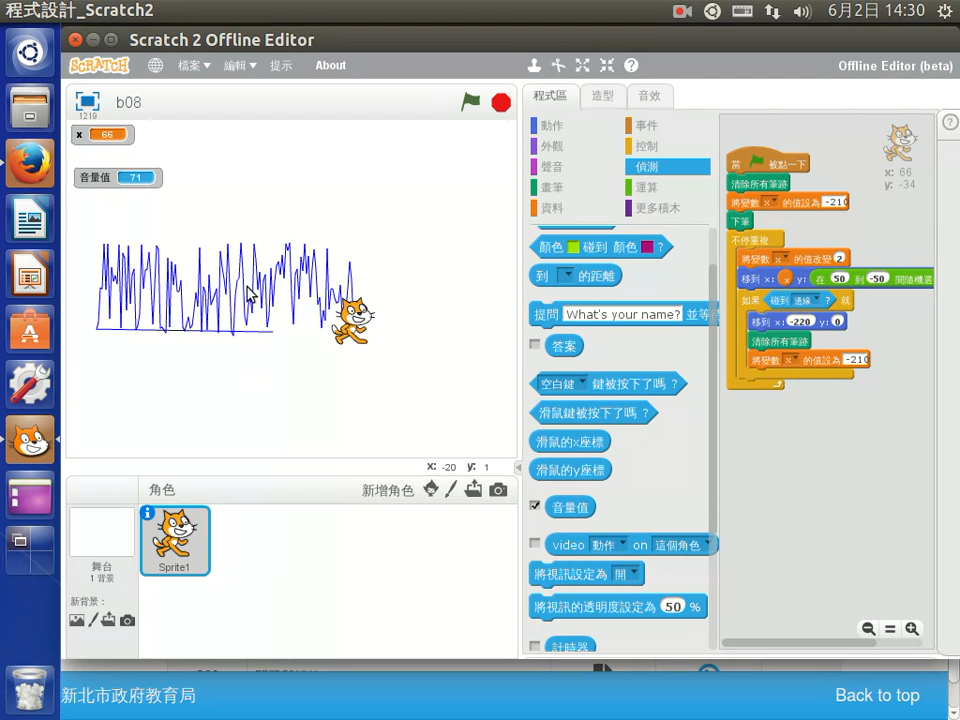 程式設計_Scratch2
6月2日 14:30
Scratch 2 Offline Editor
SCRATCH
檔案
編輯
提示
About
Offline Editor (beta)
b08
1219
x 66
音量值 71
x: -20 y: 1
程式區
造型
音效
動作
事件
外觀
控制
聲音
偵測
畫筆
運算
資料
更多積木
顏色 碰到 顏色 ?
到 的距離
提問 What's your name? 並等
答案
空白鍵 鍵被按下了嗎 ?
滑鼠鍵被按下了嗎 ?
滑鼠的x座標
滑鼠的y座標
音量值
video 動作 on 這個角色
將視訊設定為 開
將視訊的透明度設定為 50 %
計時器
x: 66
y: -34
當 被點一下
清除所有筆跡
將變數 x 的值設為 -210
下筆
不停重複
將變數 x 的值改變 2
移到 x: x y: 在 50 到 -50 間隨機選
如果 碰到 邊緣 ? 就
移到 x: -220 y: 0
清除所有筆跡
將變數 x 的值設為 -210
角色
新增角色
舞台
1 背景
新背景:
Sprite1
新北市政府教育局
Back to top